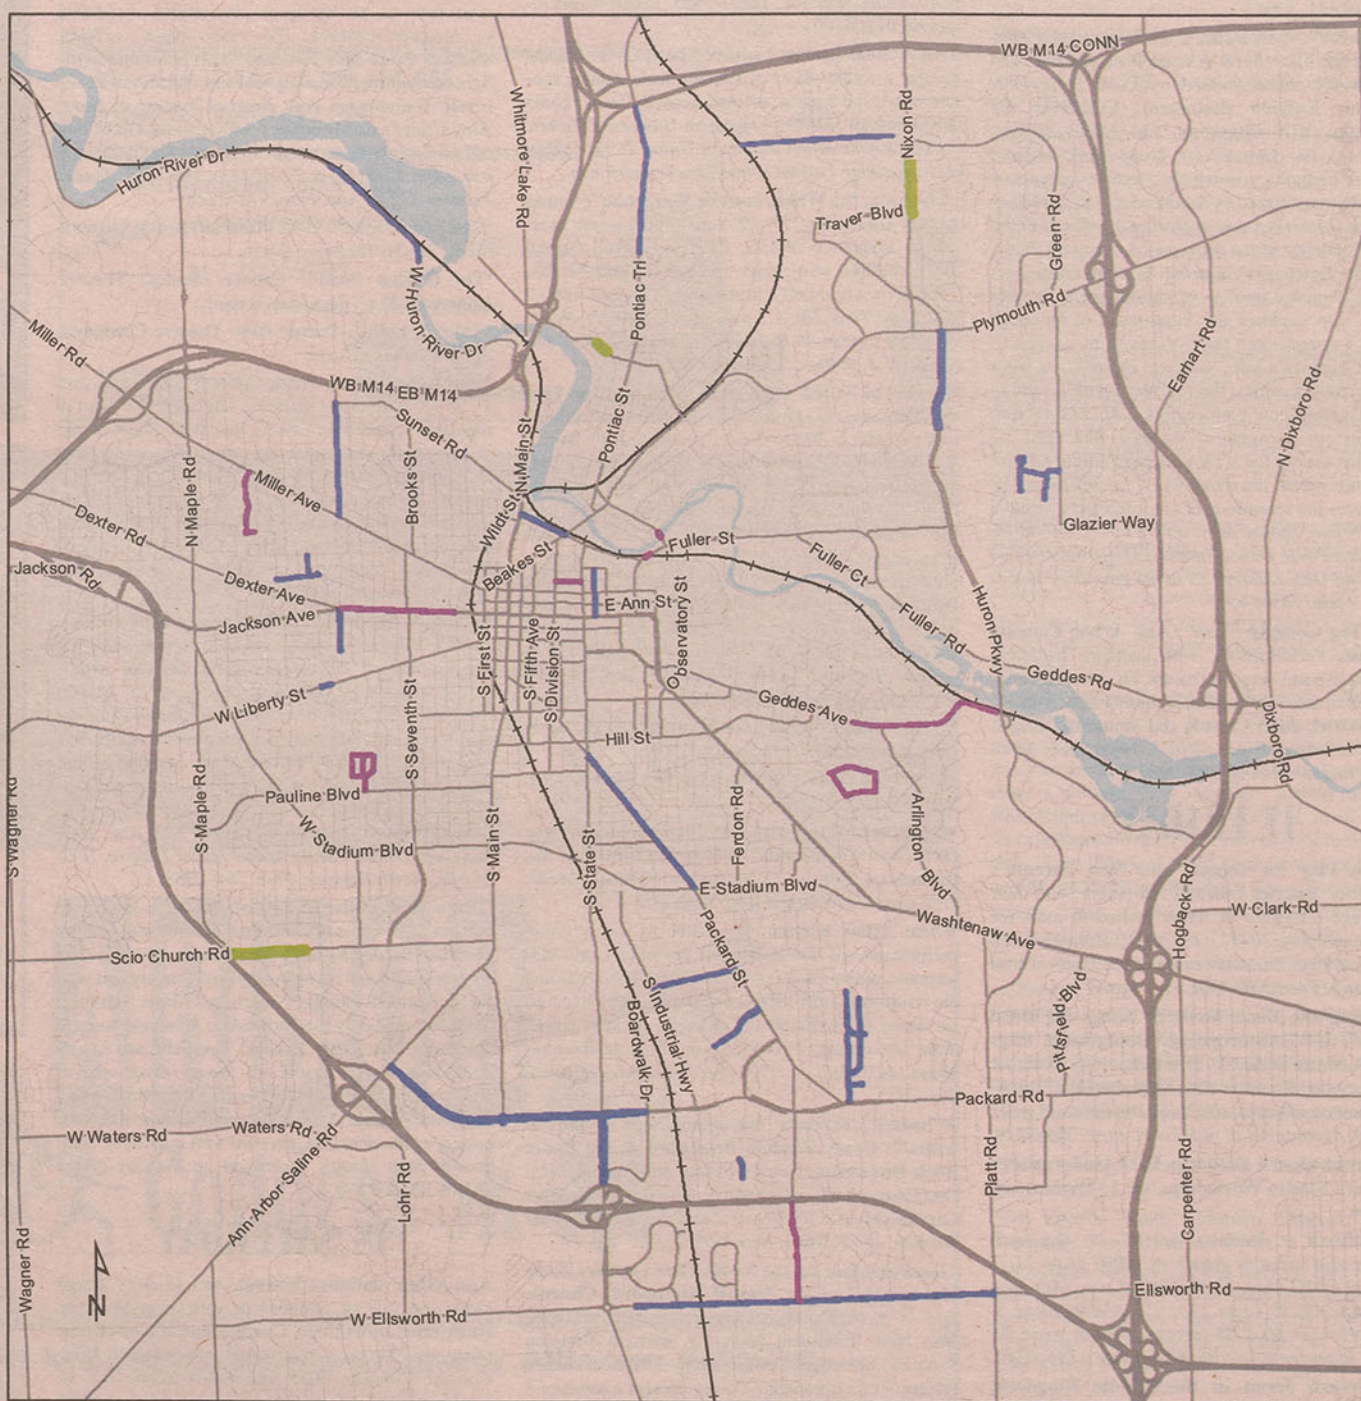 WB M14 CONN
Whitmore Lake Rd
Nixon Rd
Huron River Dr
Traver Blvd
Green Rd
W Huron River Dr
Pontiac Trl
Plymouth Rd
Miller Rd
Earhart Rd
N Dixboro Rd
WB M14 EB M14
Sunset Rd
Pontiac St
N Main St
N Maple Rd
Miller Ave
Brooks St
Wildt St
Dexter Rd
Glazier Way
Fuller St
Fuller Ct
Beakes St
Jackson Rd
Dexter Ave
E Ann St
Observatory St
Huron Pkwy
Jackson Ave
Fuller Rd
S First St
S Fifth Ave
S Division St
Geddes Rd
W Liberty St
Geddes Ave
Dixboro Rd
S Seventh St
Hill St
S Wagner Rd
S Maple Rd
Pauline Blvd
W Stadium Blvd
S Main St
S State St
Ferdon Rd
Arlington Blvd
E Stadium Blvd
Washtenaw Ave
Hogback Rd
W Clark Rd
Scio Church Rd
Packard St
S Industrial Hwy
Boardwalk Dr
Pittsfield Blvd
Packard Rd
W Waters Rd
Waters Rd
Ann Arbor Saline Rd
Lohr Rd
Platt Rd
Carpenter Rd
Wagner Rd
N
W Ellsworth Rd
Ellsworth Rd